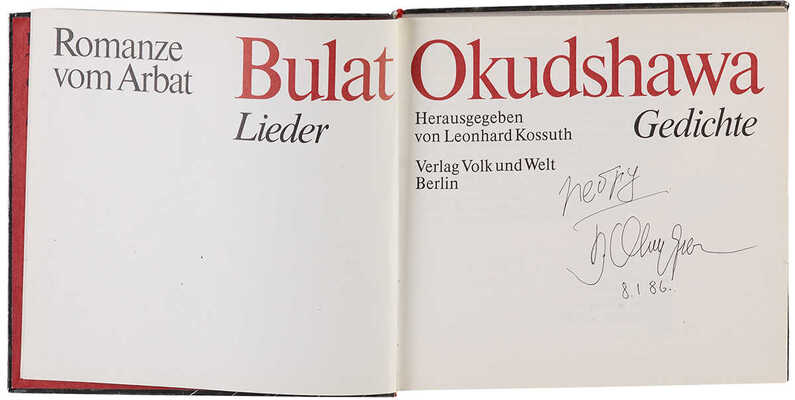 Romanze
vom Arbat
Bulat Okudshawa
Lieder
Gedichte
Herausgegeben
von Leonhard Kossuth
Verlag Volk und Welt
Berlin
8.1.86.